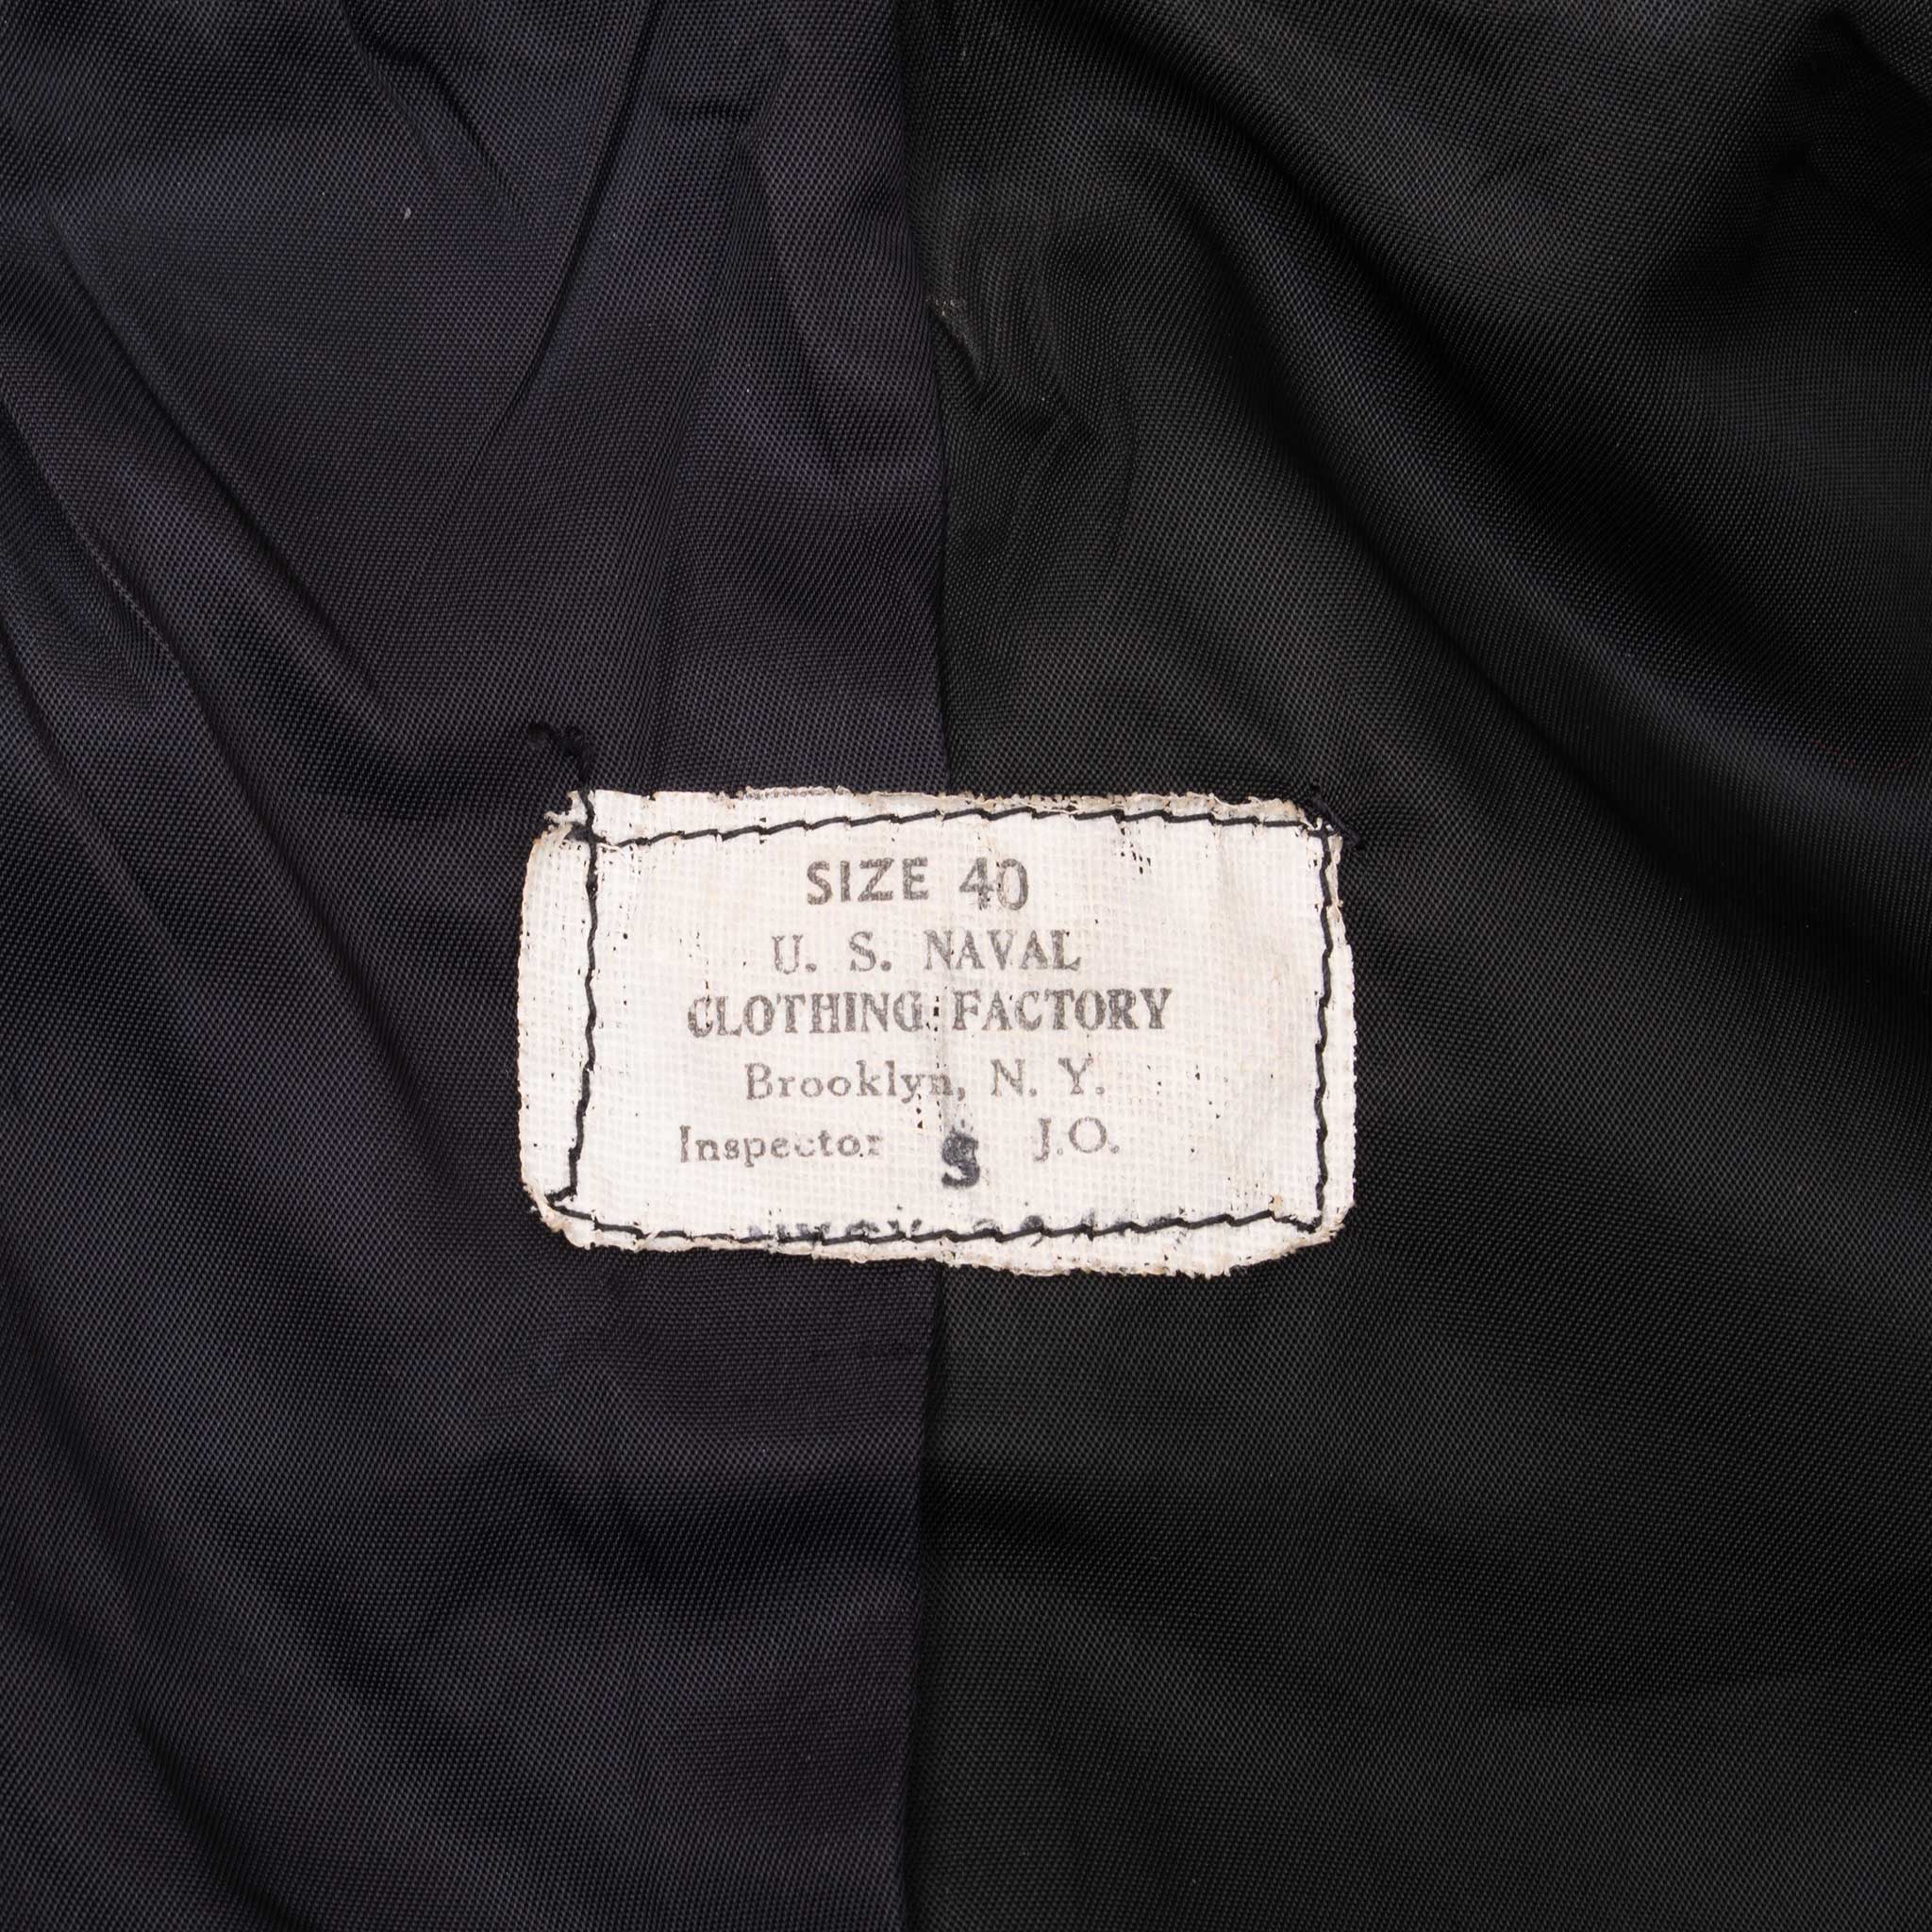 SIZE 40
U. S. NAVAL
CLOTHING FACTORY
Brooklyn, N. Y.
Inspector S J.O.